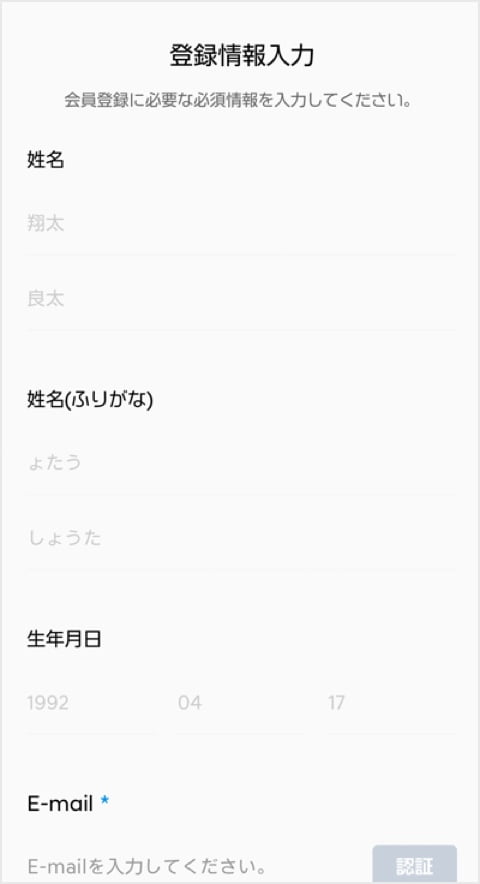 登録情報入力
会員登録に必要な必須情報を入力してください。
姓名
翔太
良太
姓名(ふりがな)
ょたう
しょうた
生年月日
1992 04 17
E-mail *
E-mailを入力してください。 認証